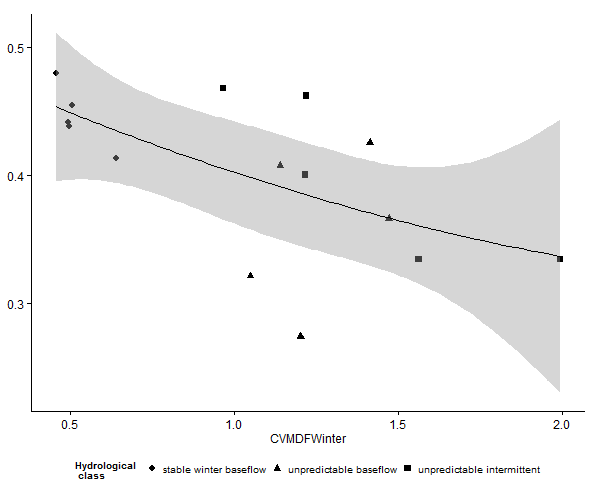 0.5
0.4
0.3
0.5 1.0 1.5 2.0
CVMDFWinter
Hydrological
class
stable winter baseflow unpredictable baseflow unpredictable intermittent